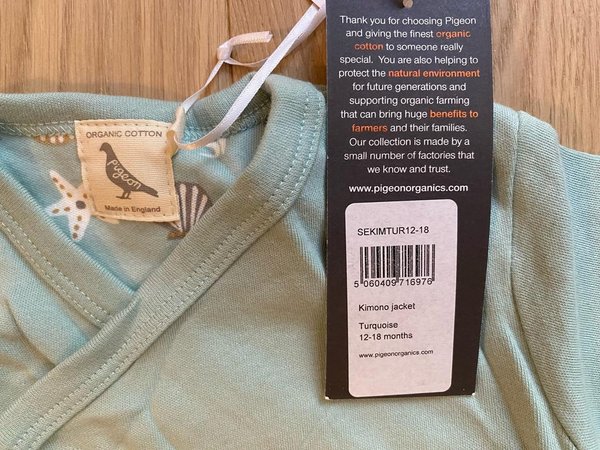 Thank you for choosing Pigeon
and giving the finest organic
cotton to someone really
special. You are also helping to
protect the natural environment
for future generations and
supporting organic farming
that can bring huge benefits to
farmers and their families.
Our collection is made by a
small number of factories that
we know and trust.
www.pigeonorganics.com
SEKIMTUR12-18
5 060409 716976
Kimono jacket
Turquoise
12-18 months
www.pigeonorganics.com
ORGANIC COTTON
Pigeon
Made in England